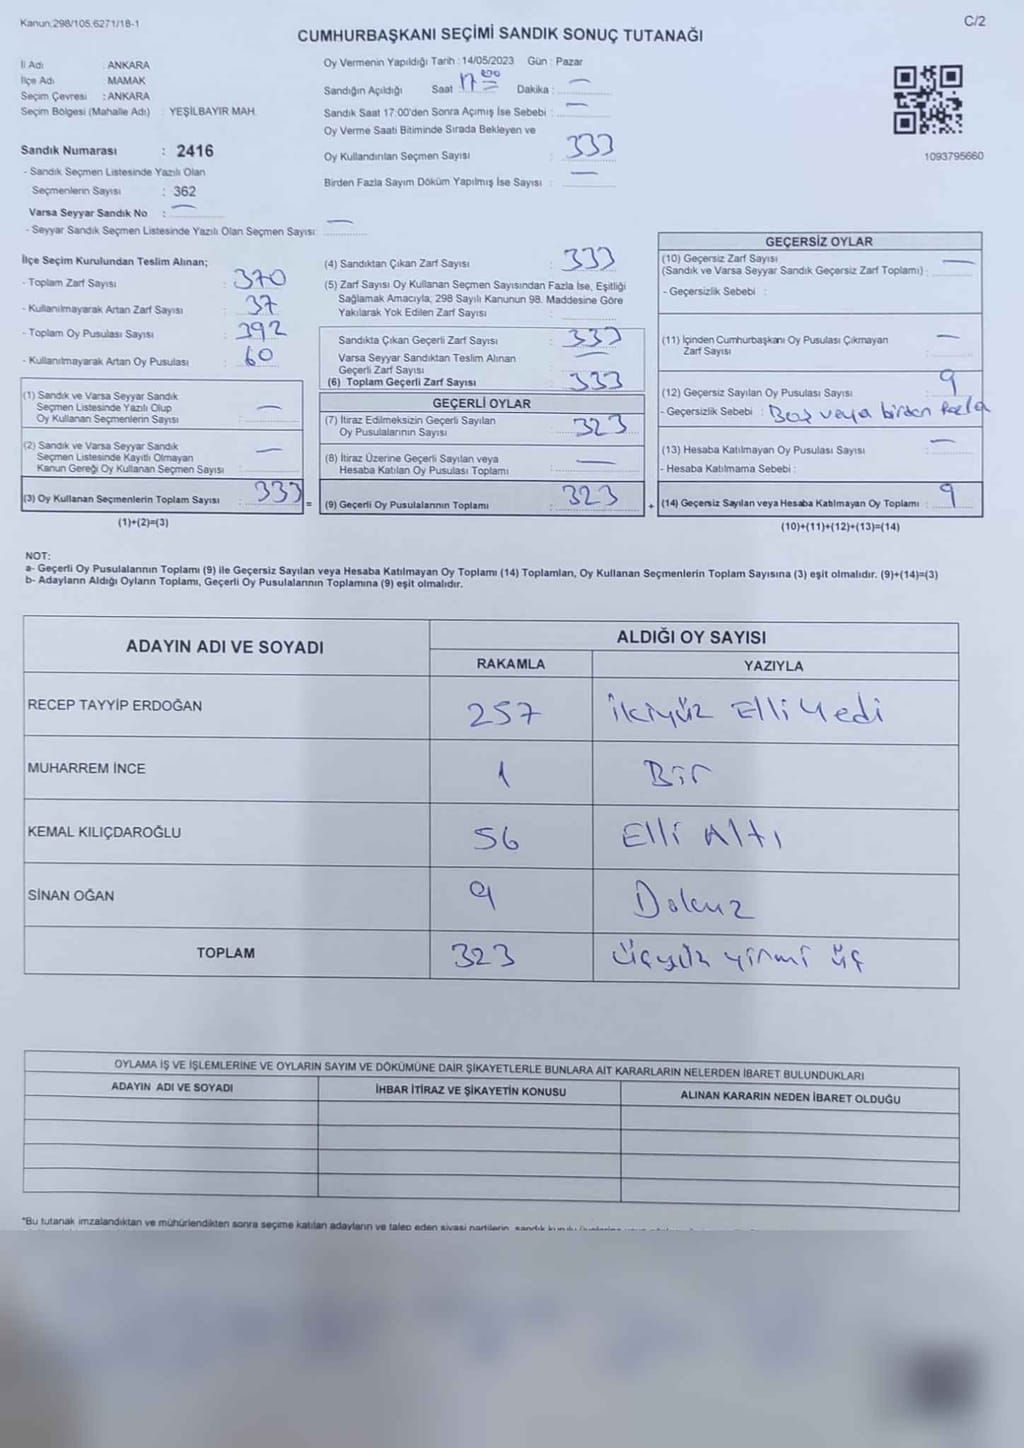 Kanun,298/105,6271/18-1
C/2
CUMHURBAŞKANI SEÇİMİ SANDIK SONUÇ TUTANAĞI
İl Adı : ANKARA
İlçe Adı : MAMAK
Seçim Çevresi : ANKARA
Seçim Bölgesi (Mahalle Adı) : YEŞİLBAYIR MAH.
Sandık Numarası : 2416
- Sandık Seçmen Listesinde Yazılı Olan
Seçmenlerin Sayısı : 362
Varsa Seyyar Sandık No : —
- Seyyar Sandık Seçmen Listesinde Yazılı Olan Seçmen Sayısı: —
Oy Vermenin Yapıldığı Tarih : 14/05/2023 Gün : Pazar
Sandığın Açıldığı Saat : 17:00 Dakika : —
Sandık Saat 17:00'den Sonra Açımış İse Sebebi : —
Oy Verme Saati Bitiminde Sırada Bekleyen ve
Oy Kullandırılan Seçmen Sayısı : 333
Birden Fazla Sayım Döküm Yapılmış İse Sayısı : —
1093795660
İlçe Seçim Kurulundan Teslim Alınan;
- Toplam Zarf Sayısı : 370
- Kullanılmayarak Artan Zarf Sayısı : 37
- Toplam Oy Pusulası Sayısı : 392
- Kullanılmayarak Artan Oy Pusulası : 60
(1) Sandık ve Varsa Seyyar Sandık
Seçmen Listesinde Yazılı Olup
Oy Kullanan Seçmenlerin Sayısı : —
(2) Sandık ve Varsa Seyyar Sandık
Seçmen Listesinde Kayıtlı Olmayan
Kanun Gereği Oy Kullanan Seçmen Sayısı : —
(3) Oy Kullanan Seçmenlerin Toplam Sayısı : 333
(1)+(2)=(3)
=
(4) Sandıktan Çıkan Zarf Sayısı : 333
(5) Zarf Sayısı Oy Kullanan Seçmen Sayısından Fazla İse, Eşitliği
Sağlamak Amacıyla, 298 Sayılı Kanunun 98. Maddesine Göre
Yakılarak Yok Edilen Zarf Sayısı :
Sandıkta Çıkan Geçerli Zarf Sayısı : 333
Varsa Seyyar Sandıktan Teslim Alınan
Geçerli Zarf Sayısı : —
(6) Toplam Geçerli Zarf Sayısı : 333
GEÇERLİ OYLAR
(7) İtiraz Edilmeksizin Geçerli Sayılan
Oy Pusulalarının Sayısı : 323
(8) İtiraz Üzerine Geçerli Sayılan veya
Hesaba Katılan Oy Pusulası Toplamı : —
(9) Geçerli Oy Pusulalarının Toplamı : 323
+
GEÇERSİZ OYLAR
(10) Geçersiz Zarf Sayısı
(Sandık ve Varsa Seyyar Sandık Geçersiz Zarf Toplamı) : —
- Geçersizlik Sebebi :
(11) İçinden Cumhurbaşkanı Oy Pusulası Çıkmayan
Zarf Sayısı : —
(12) Geçersiz Sayılan Oy Pusulası Sayısı : 9
- Geçersizlik Sebebi : Boş veya birden fazla
(13) Hesaba Katılmayan Oy Pusulası Sayısı : —
- Hesaba Katılmama Sebebi :
(14) Geçersiz Sayılan veya Hesaba Katılmayan Oy Toplamı : 9
(10)+(11)+(12)+(13)=(14)
NOT:
a- Geçerli Oy Pusulalarının Toplamı (9) ile Geçersiz Sayılan veya Hesaba Katılmayan Oy Toplamı (14) Toplamları, Oy Kullanan Seçmenlerin Toplam Sayısına (3) eşit olmalıdır. (9)+(14)=(3)
b- Adayların Aldığı Oyların Toplamı, Geçerli Oy Pusulalarının Toplamına (9) eşit olmalıdır.
ADAYIN ADI VE SOYADI
ALDIĞI OY SAYISI
RAKAMLA YAZIYLA
RECEP TAYYİP ERDOĞAN 257 İkiyüz Elli Yedi
MUHARREM İNCE 1 Bir
KEMAL KILIÇDAROĞLU 56 Elli Altı
SİNAN OĞAN 9 Dokuz
TOPLAM 323 üçyüz yirmi üç
OYLAMA İŞ VE İŞLEMLERİNE VE OYLARIN SAYIM VE DÖKÜMÜNE DAİR ŞİKAYETLERLE BUNLARA AİT KARARLARIN NELERDEN İBARET BULUNDUKLARI
ADAYIN ADI VE SOYADI İHBAR İTİRAZ VE ŞİKAYETİN KONUSU ALINAN KARARIN NEDEN İBARET OLDUĞU
"Bu tutanak imzalandıktan ve mühürlendikten sonra seçime katılan adayların ve talep eden siyasi partilerin, sandık kurulu